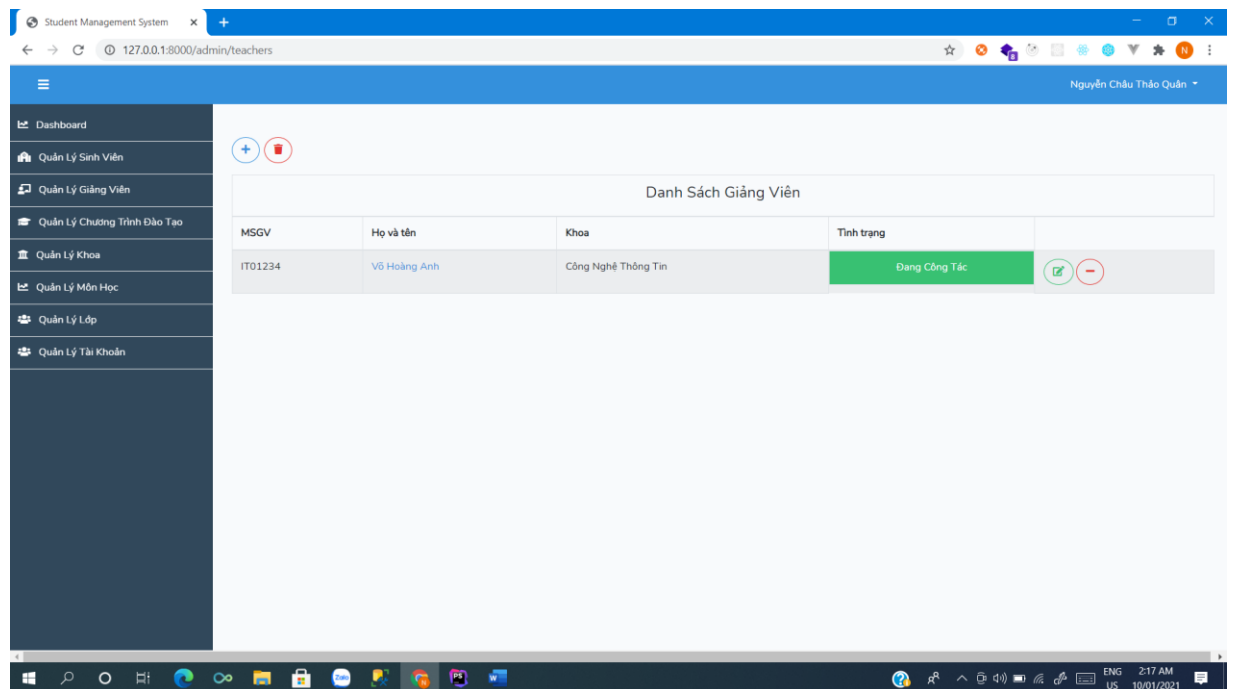 Student Management System
127.0.0.1:8000/admin/teachers
N
Nguyễn Châu Thảo Quân
Dashboard
Quản Lý Sinh Viên
Quản Lý Giảng Viên
Quản Lý Chương Trình Đào Tạo
Quản Lý Khoa
Quản Lý Môn Học
Quản Lý Lớp
Quản Lý Tài Khoản
Danh Sách Giảng Viên
MSGV Họ và tên Khoa Tình trạng
IT01234 Võ Hoàng Anh Công Nghệ Thông Tin Đang Công Tác
Zalo
PS
W
ENG 2:17 AM
US 10/01/2021